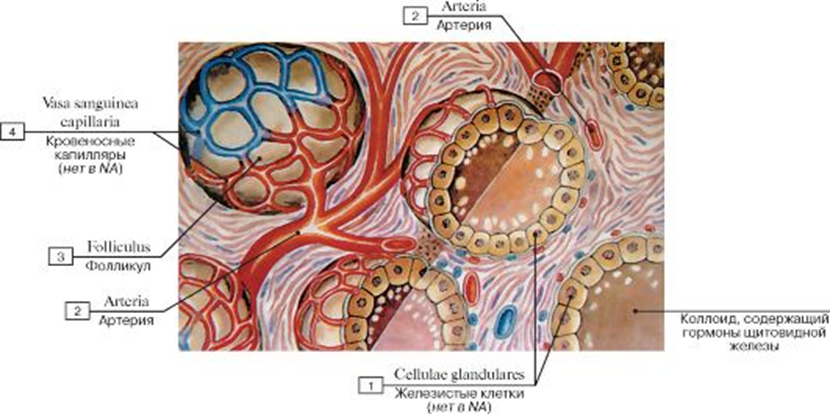 2
Arteria
Артерия
Vasa sanguinea
capillaria
4
Кровеносные
капилляры
(нет в NA)
3
Folliculus
Фолликул
2
Arteria
Артерия
Коллоид, содержащий
гормоны щитовидной
железы
1
Cellulae glandulares
Железистые клетки
(нет в NA)